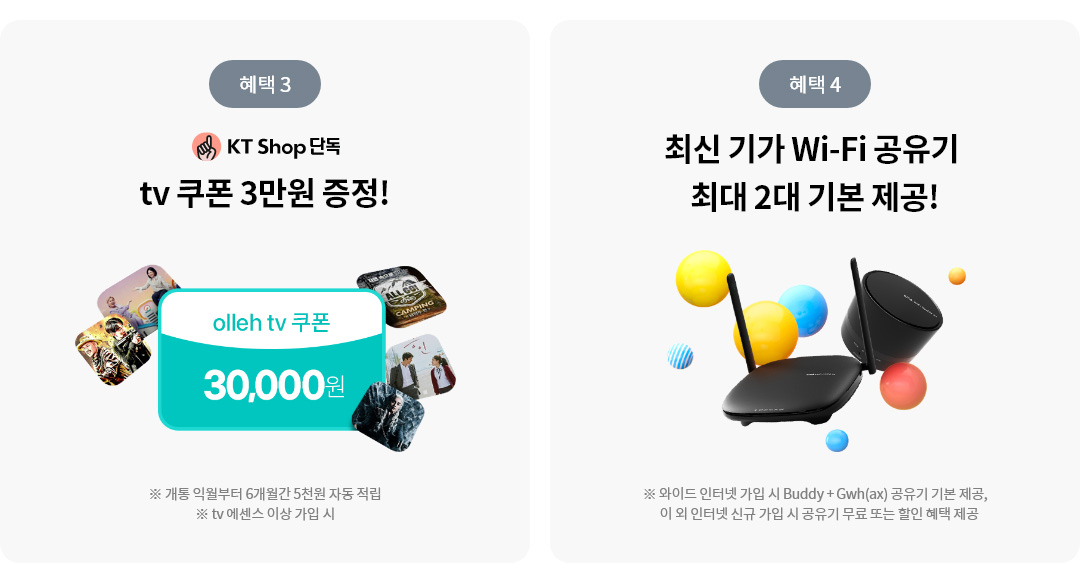 혜택 3
KT Shop 단독
tv 쿠폰 3만원 증정!
olleh tv 쿠폰
30,000원
CAMPING
※ 개통 익월부터 6개월간 5천원 자동 적립
※ tv 에센스 이상 가입 시
혜택 4
최신 기가 Wi-Fi 공유기
최대 2대 기본 제공!
※ 와이드 인터넷 가입 시 Buddy + Gwh(ax) 공유기 기본 제공,
이 외 인터넷 신규 가입 시 공유기 무료 또는 할인 혜택 제공